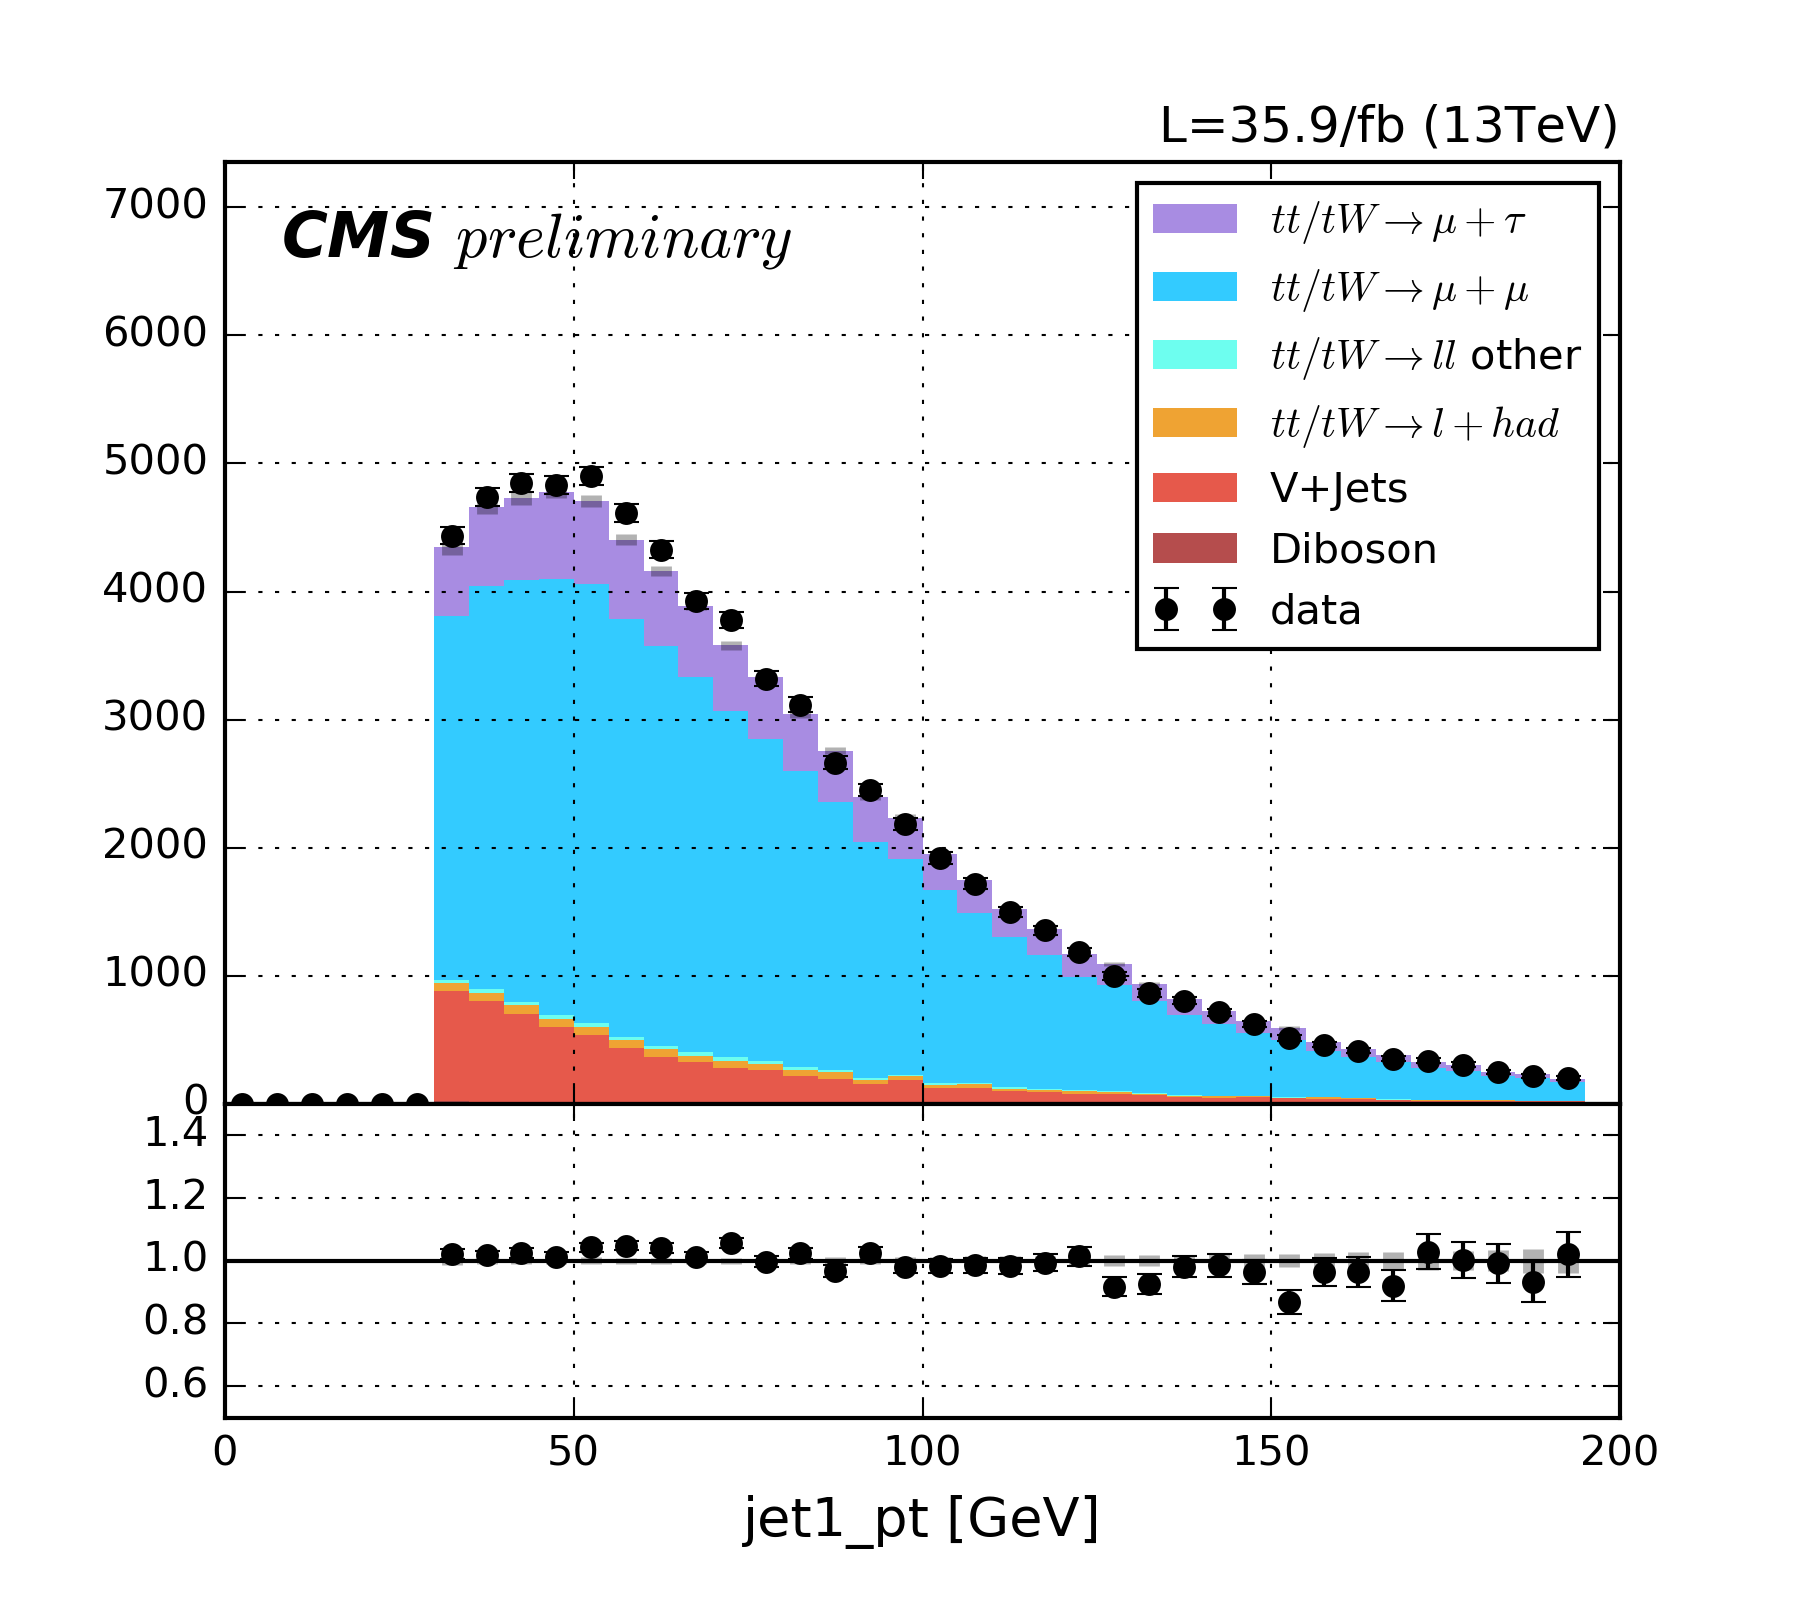 L=35.9/fb (13TeV)
CMS preliminary
7000
6000
5000
4000
3000
2000
1000
0
tt/tW→μ+τ
tt/tW→μ+μ
tt/tW→ll other
tt/tW→l+had
V+Jets
Diboson
data
1.4
1.2
1.0
0.8
0.6
0 50 100 150 200
jet1_pt [GeV]